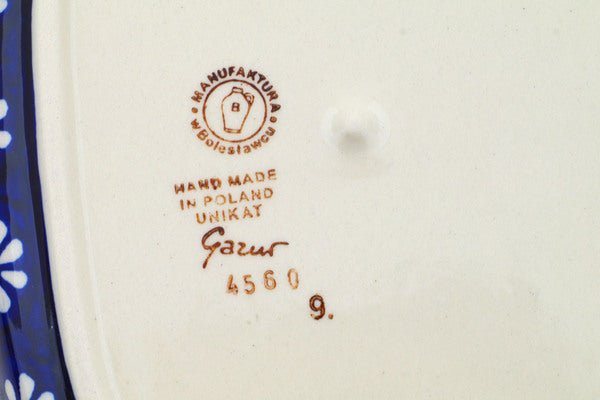 MANUFAKTURA
w Bolesławcu
B
HAND MADE
IN POLAND
UNIKAT
Gazur
4560
9.